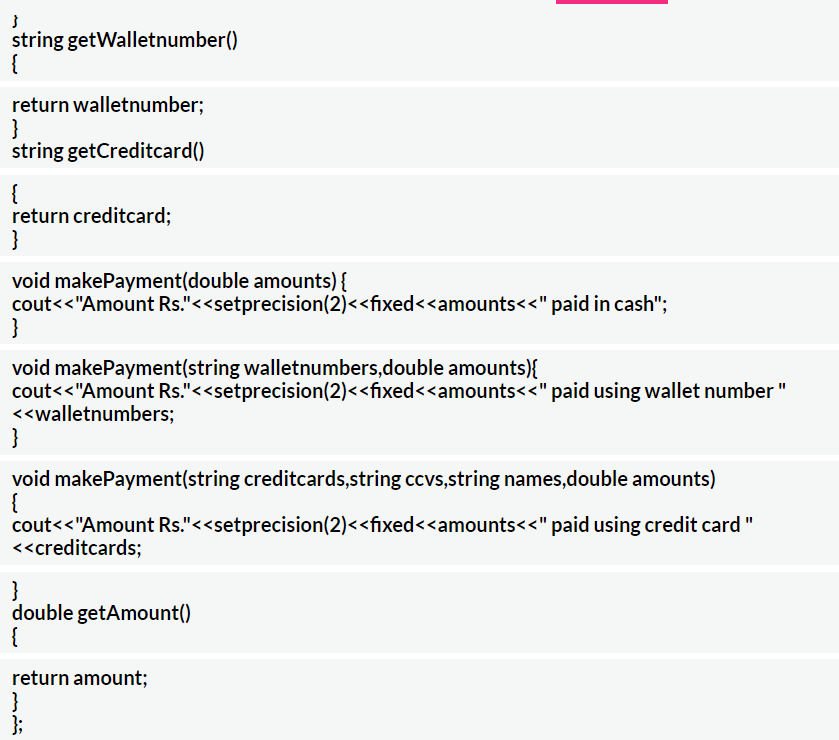 }
string getWalletnumber()
{
return walletnumber;
}
string getCreditcard()
{
return creditcard;
}
void makePayment(double amounts) {
cout<<"Amount Rs."<<setprecision(2)<<fixed<<amounts<<" paid in cash";
}
void makePayment(string walletnumbers,double amounts){
cout<<"Amount Rs."<<setprecision(2)<<fixed<<amounts<<" paid using wallet number "
<<walletnumbers;
}
void makePayment(string creditcards,string ccvs,string names,double amounts)
{
cout<<"Amount Rs."<<setprecision(2)<<fixed<<amounts<<" paid using credit card "
<<creditcards;
}
double getAmount()
{
return amount;
}
};